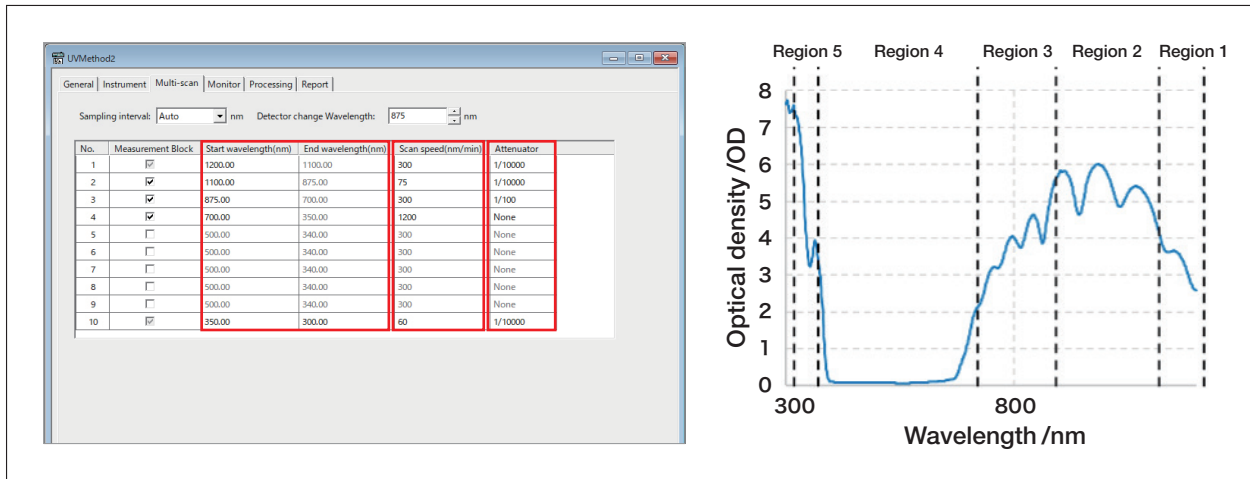 UVMethod2
General Instrument Multi-scan Monitor Processing Report
Sampling interval: Auto nm Detector change Wavelength: 875 nm
No. Measurement Block Start wavelength(nm) End wavelength(nm) Scan speed(nm/min) Attenuator
1 1200.00 1100.00 300 1/10000
2 1100.00 875.00 75 1/10000
3 875.00 700.00 300 1/100
4 700.00 350.00 1200 None
5 500.00 340.00 300 None
6 500.00 340.00 300 None
7 500.00 340.00 300 None
8 500.00 340.00 300 None
9 500.00 340.00 300 None
10 350.00 300.00 60 1/10000
Region 5 Region 4 Region 3 Region 2 Region 1
8
7
6
5
4
3
2
1
0
Optical density /OD
300 800
Wavelength /nm